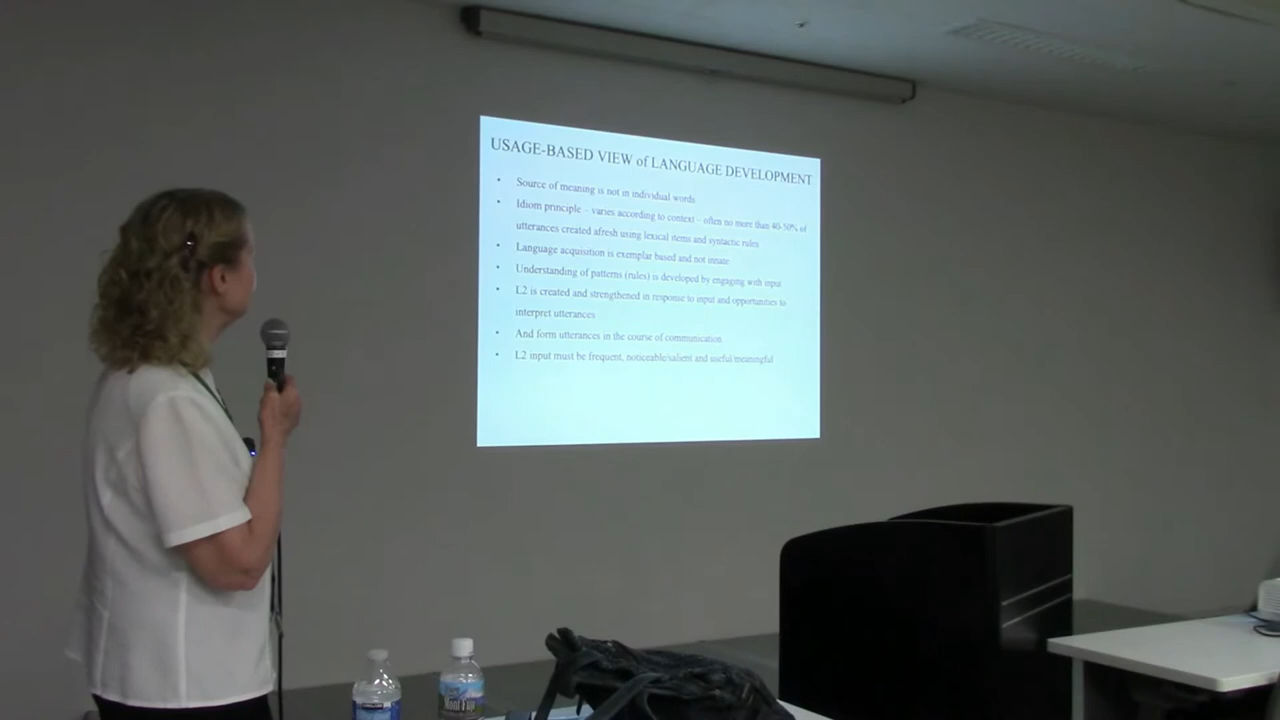 USAGE-BASED VIEW of LANGUAGE DEVELOPMENT
• Source of meaning is not in individual words
• Idiom principle – varies according to context – often no more than 40-50% of
utterances created afresh using lexical items and syntactic rules
• Language acquisition is exemplar based and not innate
• Understanding of patterns (rules) is developed by engaging with input
• L2 is created and strengthened in response to input and opportunities to
interpret utterances
• And form utterances in the course of communication.
• L2 input must be frequent, noticeable/salient and useful/meaningful
Mont Fuji